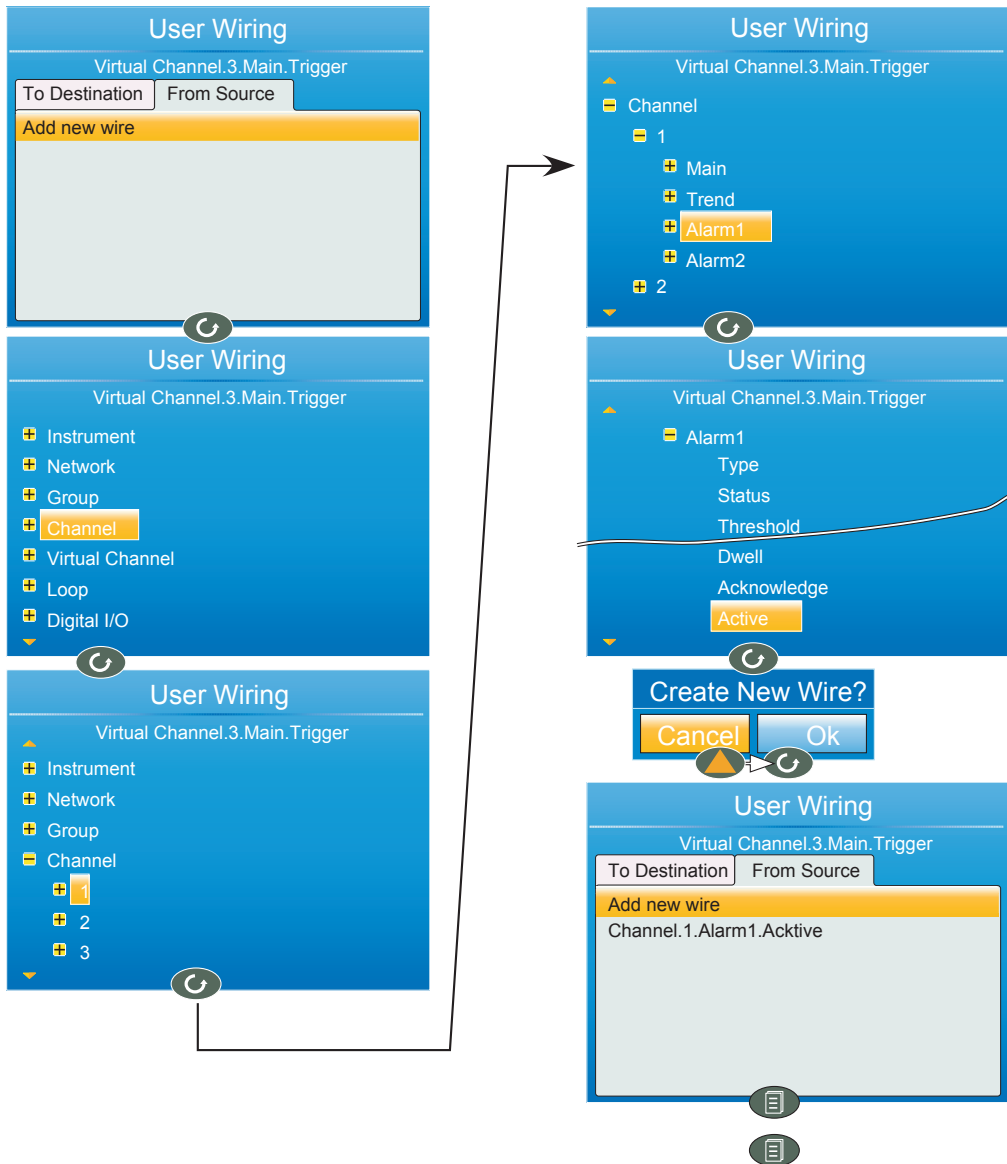 User Wiring
Virtual Channel.3.Main.Trigger
To Destination From Source
Add new wire
User Wiring
Virtual Channel.3.Main.Trigger
Instrument
Network
Group
Channel
Virtual Channel
Loop
Digital I/O
User Wiring
Virtual Channel.3.Main.Trigger
Instrument
Network
Group
Channel
1
2
3
User Wiring
Virtual Channel.3.Main.Trigger
Channel
1
Main
Trend
Alarm1
Alarm2
2
User Wiring
Virtual Channel.3.Main.Trigger
Alarm1
Type
Status
Threshold
Dwell
Acknowledge
Active
Create New Wire?
Cancel Ok
User Wiring
Virtual Channel.3.Main.Trigger
To Destination From Source
Add new wire
Channel.1.Alarm1.Acktive